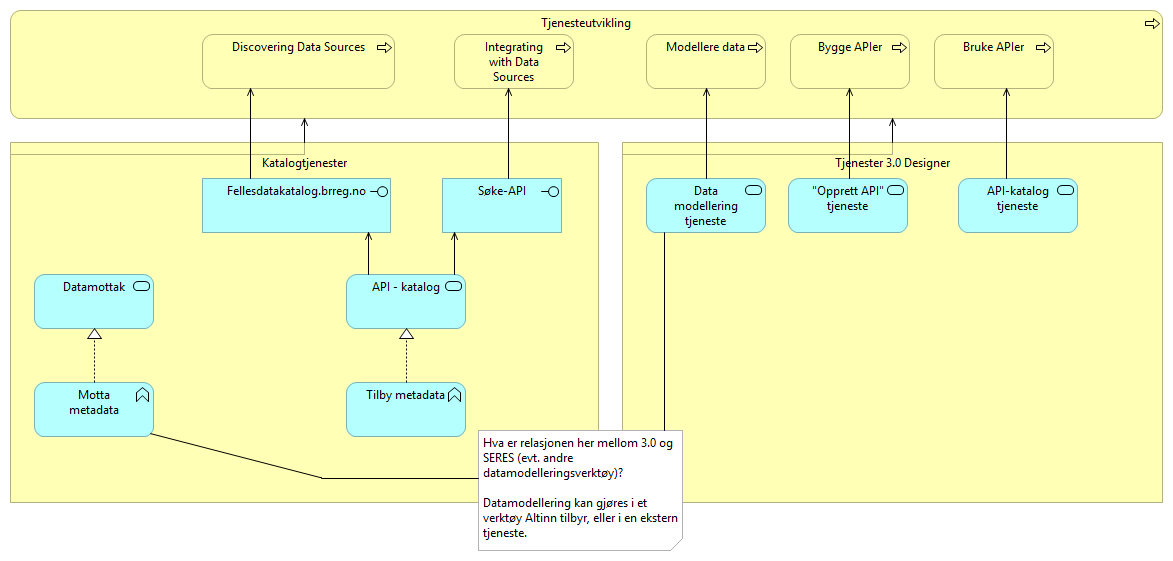 Tjenesteutvikling
Discovering Data Sources
Integrating
with Data
Sources
Modellere data
Bygge APIer
Bruke APIer
Katalogtjenester
Tjenester 3.0 Designer
Fellesdatakatalog.brreg.no
Søke-API
Data
modellering
tjeneste
"Opprett API"
tjeneste
API-katalog
tjeneste
Datamottak
API - katalog
Motta
metadata
Tilby metadata
Hva er relasjonen her mellom 3.0 og
SERES (evt. andre
datamodelleringsverktøy)?
Datamodellering kan gjøres i et
verktøy Altinn tilbyr, eller i en ekstern
tjeneste.